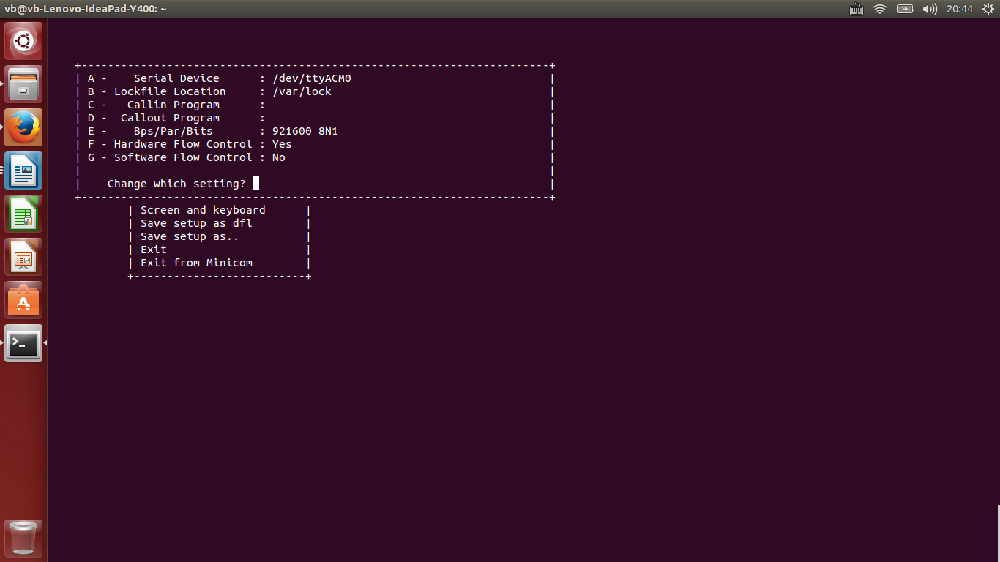 vb@vb-Lenovo-IdeaPad-Y400: ~
20:44
+-----------------------------------------------------------------------+
| A -    Serial Device      : /dev/ttyACM0                              |
| B - Lockfile Location     : /var/lock                                 |
| C -   Callin Program      :                                           |
| D -  Callout Program      :                                           |
| E -    Bps/Par/Bits       : 921600 8N1                                |
| F - Hardware Flow Control : Yes                                       |
| G - Software Flow Control : No                                        |
|                                                                       |
|    Change which setting?                                              |
+-----------------------------------------------------------------------+
| Screen and keyboard      |
| Save setup as dfl        |
| Save setup as..          |
| Exit                     |
| Exit from Minicom        |
+--------------------------+